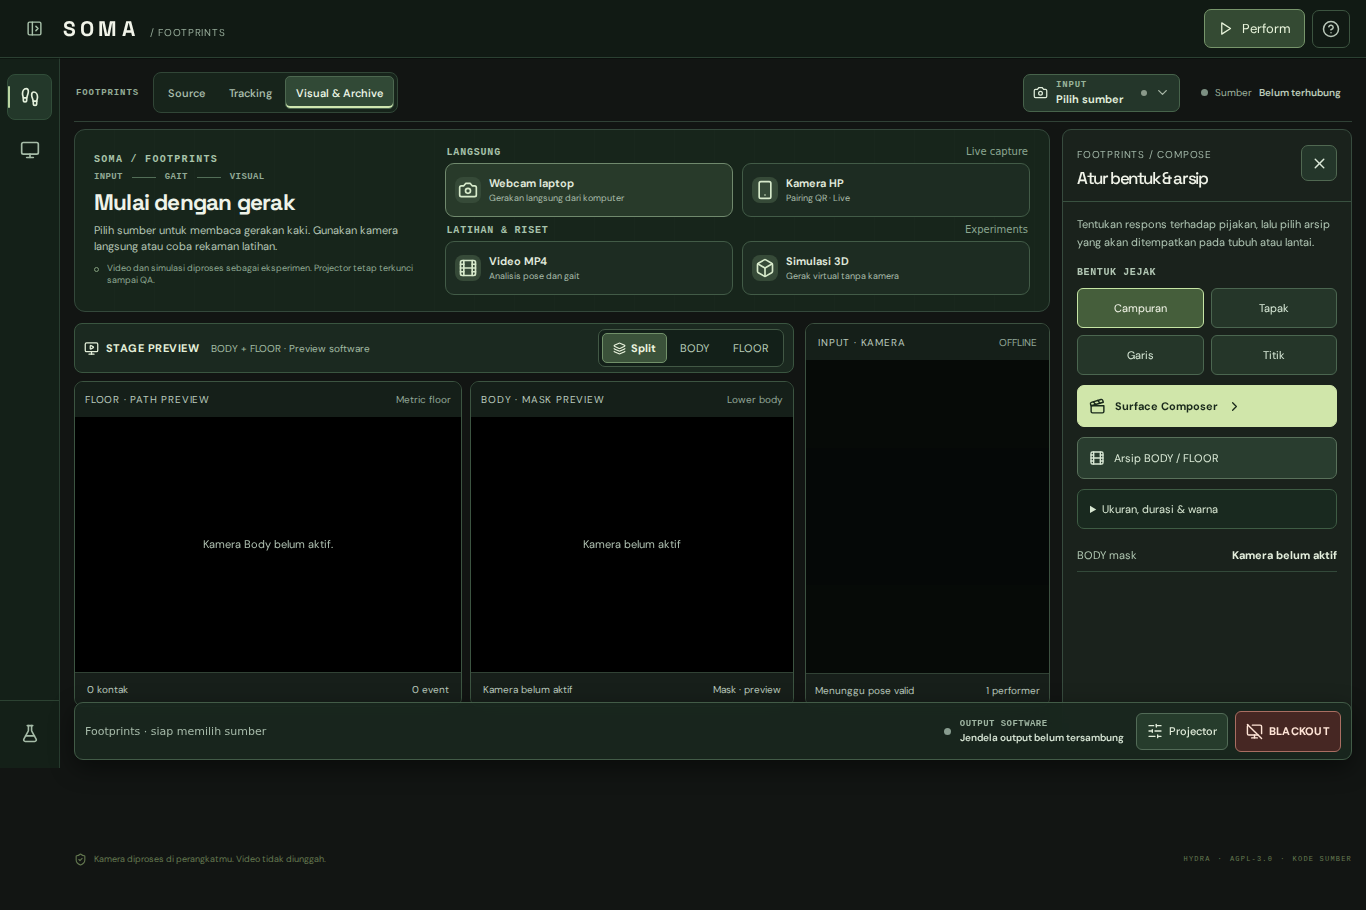 SOMA / FOOTPRINTS
Perform
FOOTPRINTS
Source
Tracking
Visual & Archive
INPUT
Pilih sumber
Sumber Belum terhubung
SOMA / FOOTPRINTS
INPUT GAIT VISUAL
Mulai dengan gerak
Pilih sumber untuk membaca gerakan kaki. Gunakan kamera
langsung atau coba rekaman latihan.
Video dan simulasi diproses sebagai eksperimen. Projector tetap terkunci
sampai QA.
LANGSUNG
Live capture
Webcam laptop
Gerakan langsung dari komputer
Kamera HP
Pairing QR · Live
LATIHAN & RISET
Experiments
Video MP4
Analisis pose dan gait
Simulasi 3D
Gerak virtual tanpa kamera
STAGE PREVIEW
BODY + FLOOR · Preview software
Split
BODY
FLOOR
FLOOR · PATH PREVIEW
Metric floor
Kamera Body belum aktif.
0 kontak
0 event
BODY · MASK PREVIEW
Lower body
Kamera belum aktif
Kamera belum aktif
Mask · preview
INPUT · KAMERA
OFFLINE
Menunggu pose valid
1 performer
FOOTPRINTS / COMPOSE
Atur bentuk & arsip
Tentukan respons terhadap pijakan, lalu pilih arsip
yang akan ditempatkan pada tubuh atau lantai.
BENTUK JEJAK
Campuran
Tapak
Garis
Titik
Surface Composer
Arsip BODY / FLOOR
Ukuran, durasi & warna
BODY mask
Kamera belum aktif
Footprints · siap memilih sumber
OUTPUT SOFTWARE
Jendela output belum tersambung
Projector
BLACKOUT
Kamera diproses di perangkatmu. Video tidak diunggah.
HYDRA · AGPL-3.0 · KODE SUMBER